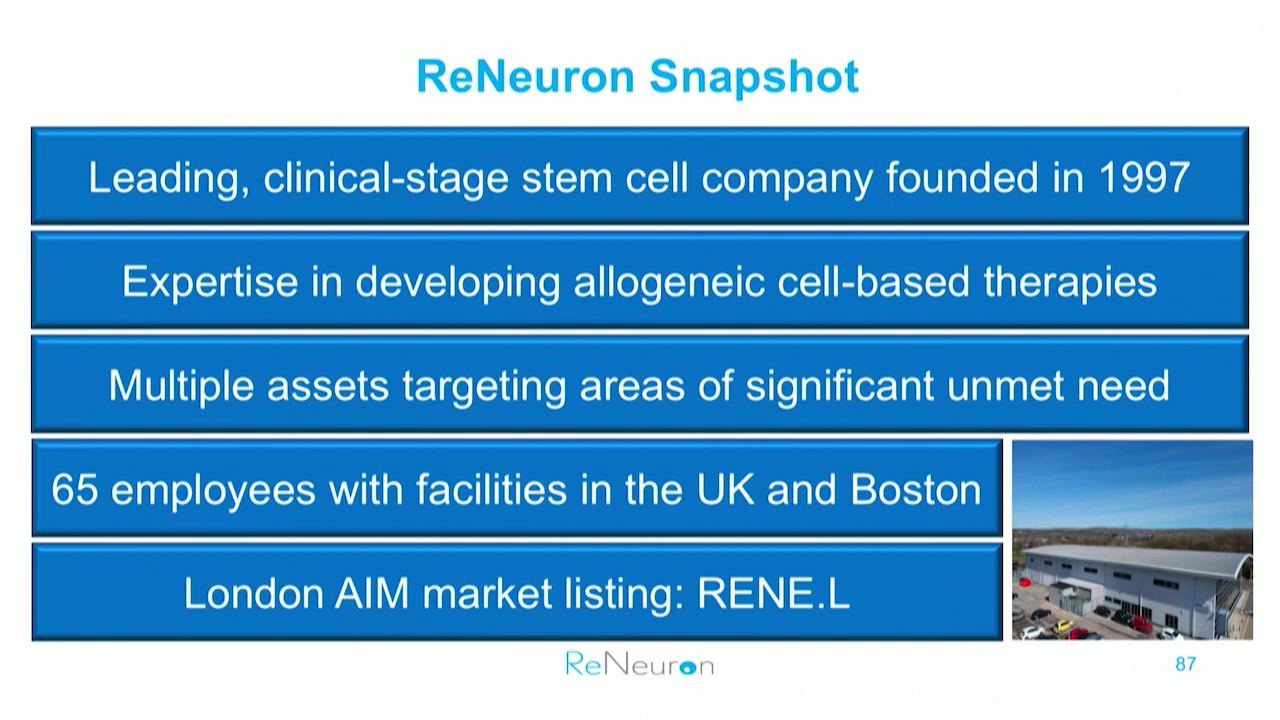 ReNeuron Snapshot
Leading, clinical-stage stem cell company founded in 1997
Expertise in developing allogeneic cell-based therapies
Multiple assets targeting areas of significant unmet need
65 employees with facilities in the UK and Boston
London AIM market listing: RENE.L
ReNeuron
87